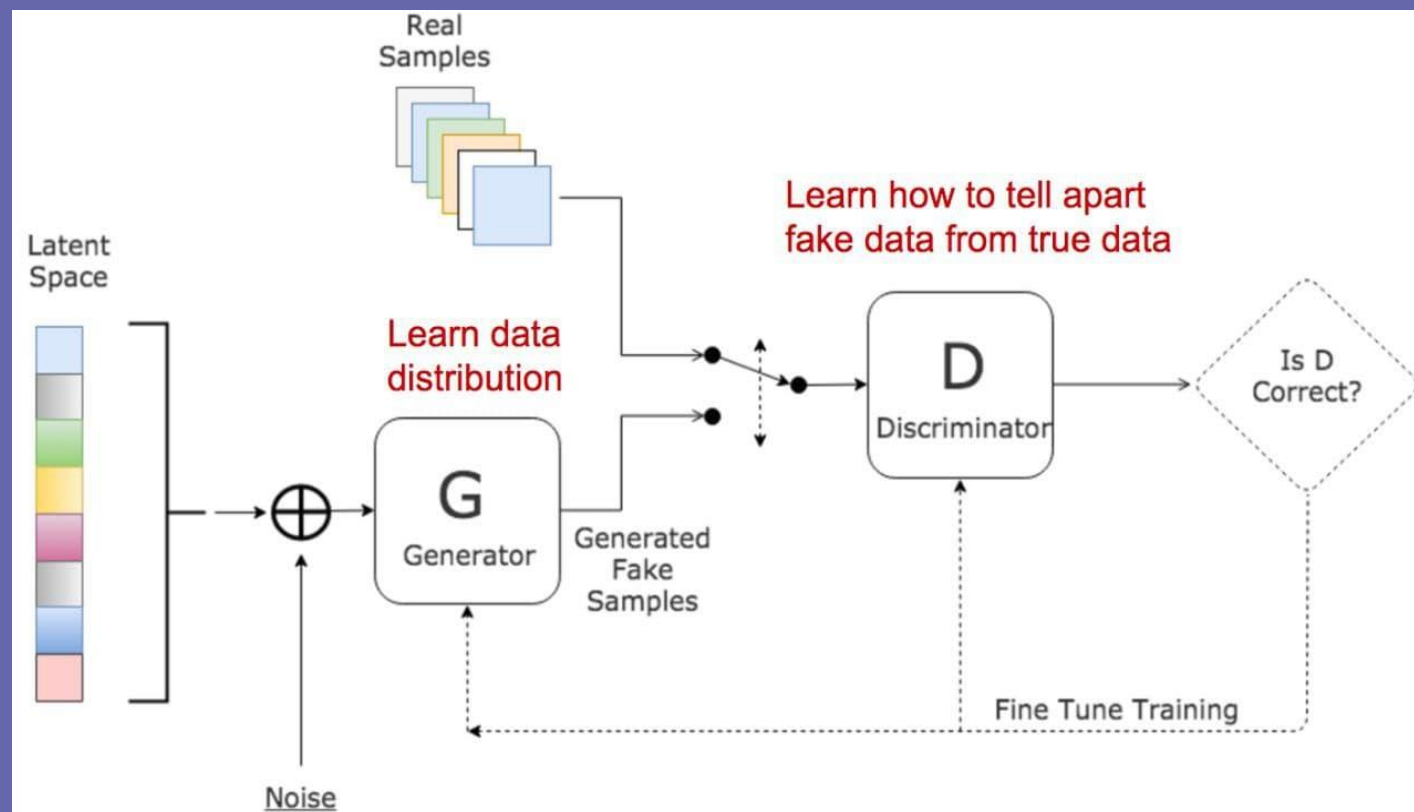 Real
Samples
Learn how to tell apart
fake data from true data
Latent
Space
Learn data
distribution
Is D
Correct?
D
Discriminator
G
Generator
Generated
Fake
Samples
Fine Tune Training
Noise